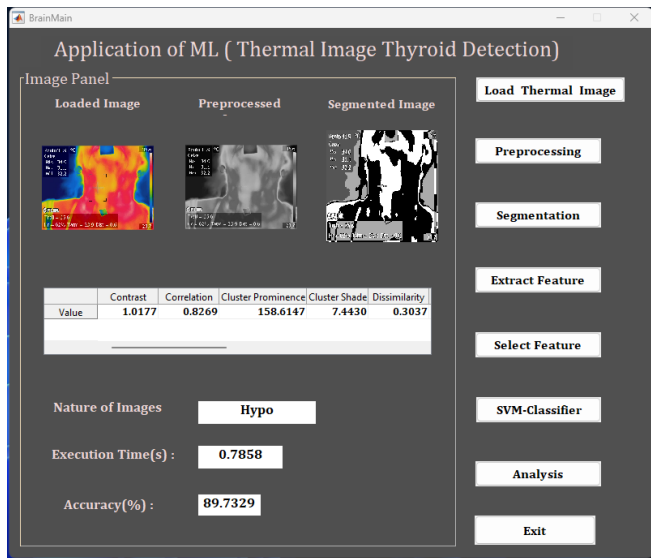 BrainMain
Application of ML ( Thermal Image Thyroid Detection)
Image Panel
Loaded Image
Preprocessed
Segmented Image
Contrast Correlation Cluster Prominence Cluster Shade Dissimilarity
Value 1.0177 0.8269 158.6147 7.4430 0.3037
Nature of Images Hypo
Execution Time(s) : 0.7858
Accuracy(%) : 89.7329
Load Thermal Image
Preprocessing
Segmentation
Extract Feature
Select Feature
SVM-Classifier
Analysis
Exit